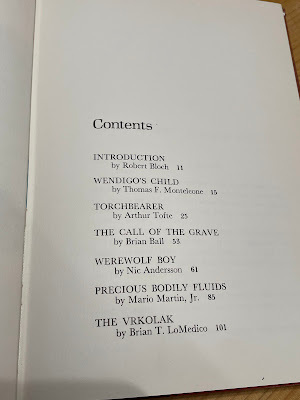 Contents
INTRODUCTION
by Robert Bloch 11
WENDIGO'S CHILD
by Thomas F. Monteleone 15
TORCHBEARER
by Arthur Tofte 25
THE CALL OF THE GRAVE
by Brian Ball 53
WEREWOLF BOY
by Nic Andersson 61
PRECIOUS BODILY FLUIDS
by Mario Martin, Jr. 85
THE VRKOLAK
by Brian T. LoMedico 101